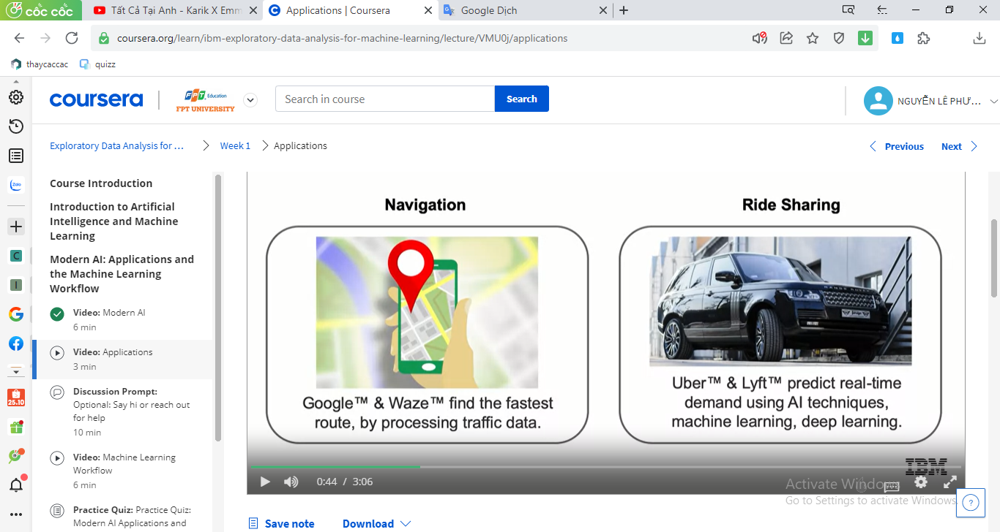 cốc cốc
Tất Cả Tại Anh - Karik X Emm
Applications | Coursera
Google Dịch
coursera.org/learn/ibm-exploratory-data-analysis-for-machine-learning/lecture/VMU0j/applications
thaycaccac
quizz
coursera
FPT Education
FPT UNIVERSITY
Search in course
Search
NGUYỄN LÊ PHƯ...
Exploratory Data Analysis for ...
Week 1
Applications
Previous
Next
Zalo
C
I
25.10
Course Introduction
Introduction to Artificial
Intelligence and Machine
Learning
Modern AI: Applications and
the Machine Learning
Workflow
Video: Modern AI
6 min
Video: Applications
3 min
Discussion Prompt:
Optional: Say hi or reach out
for help
10 min
Video: Machine Learning
Workflow
6 min
Practice Quiz: Practice Quiz:
Modern AI Applications and
Navigation
Google™ & Waze™ find the fastest
route, by processing traffic data.
Ride Sharing
Uber™ & Lyft™ predict real-time
demand using AI techniques,
machine learning, deep learning.
IBM
0:44 / 3:06
Activate Windows
Go to Settings to activate Windows.
Save note
Download